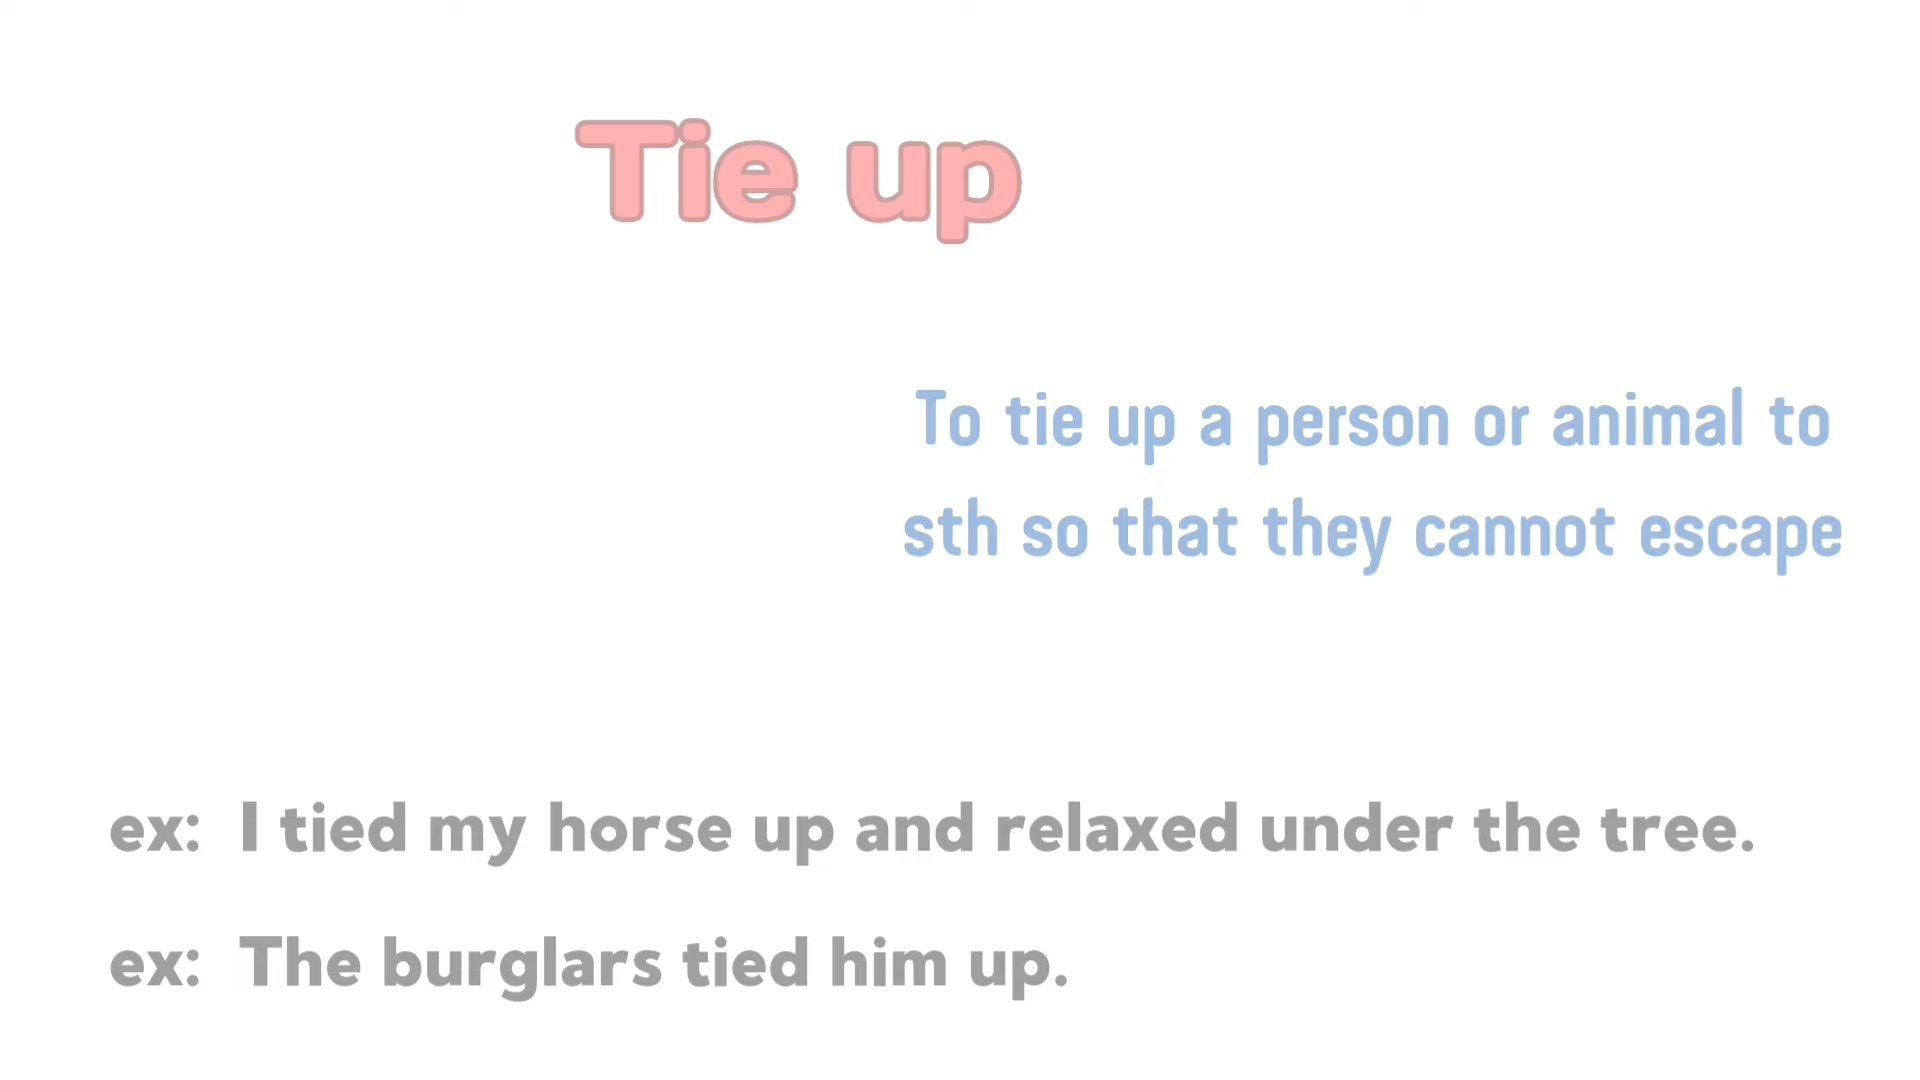 Tie up
To tie up a person or animal to
sth so that they cannot escape
ex: I tied my horse up and relaxed under the tree.
ex: The burglars tied him up.